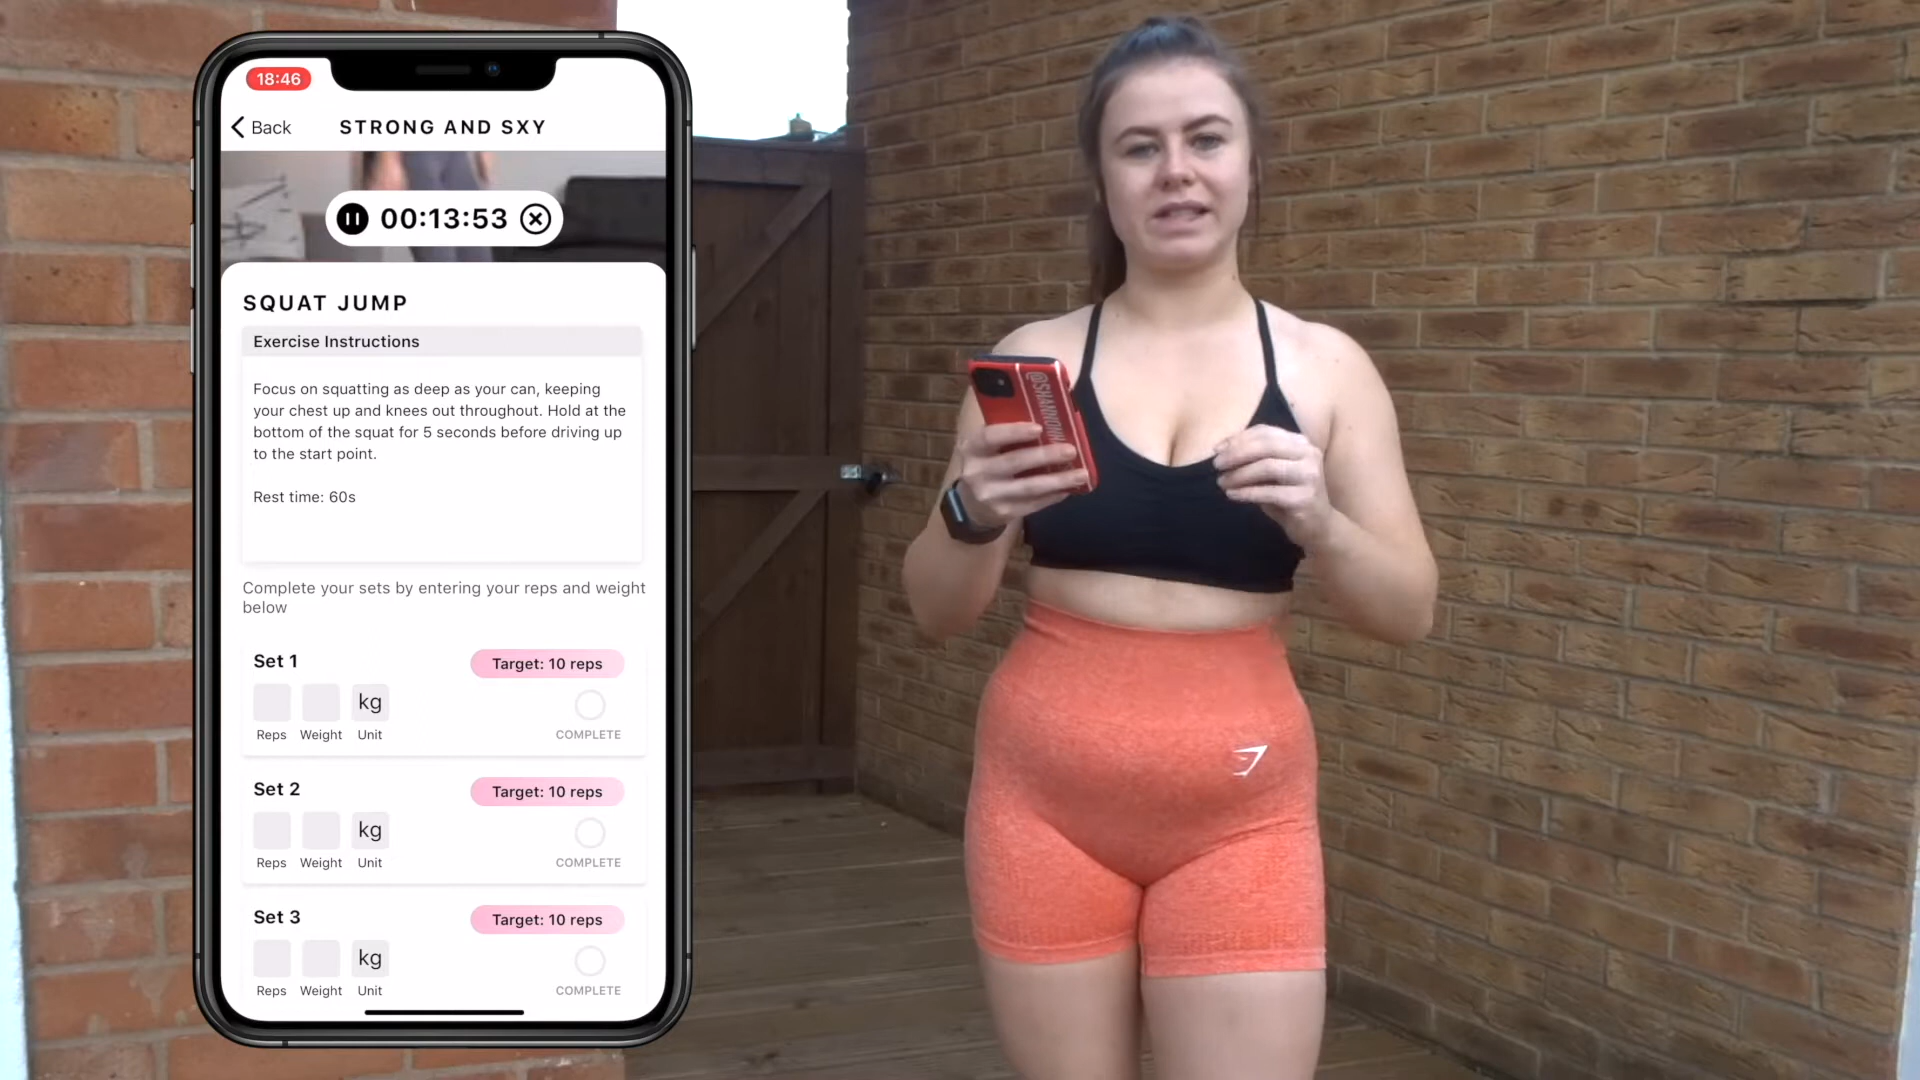 18:46
Back
STRONG AND SXY
00:13:53
SQUAT JUMP
Exercise Instructions
Focus on squatting as deep as your can, keeping
your chest up and knees out throughout. Hold at the
bottom of the squat for 5 seconds before driving up
to the start point.
Rest time: 60s
Complete your sets by entering your reps and weight
below
Set 1
Target: 10 reps
kg
Reps Weight Unit
COMPLETE
Set 2
Target: 10 reps
kg
Reps Weight Unit
COMPLETE
Set 3
Target: 10 reps
kg
Reps Weight Unit
COMPLETE